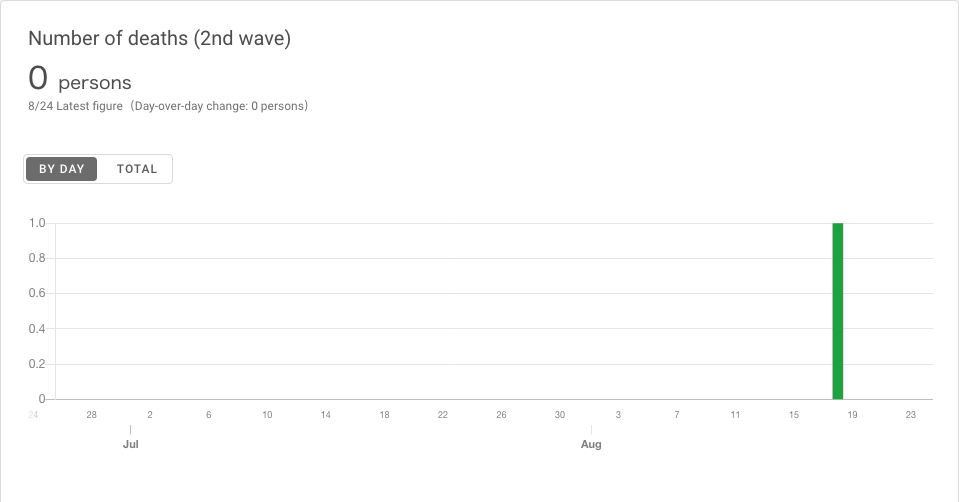 Number of deaths (2nd wave)
0 persons
8/24 Latest figure（Day-over-day change: 0 persons）
BY DAY TOTAL
1.0
0.8
0.6
0.4
0.2
0
24 28 2 6 10 14 18 22 26 30 3 7 11 15 19 23
Jul Aug